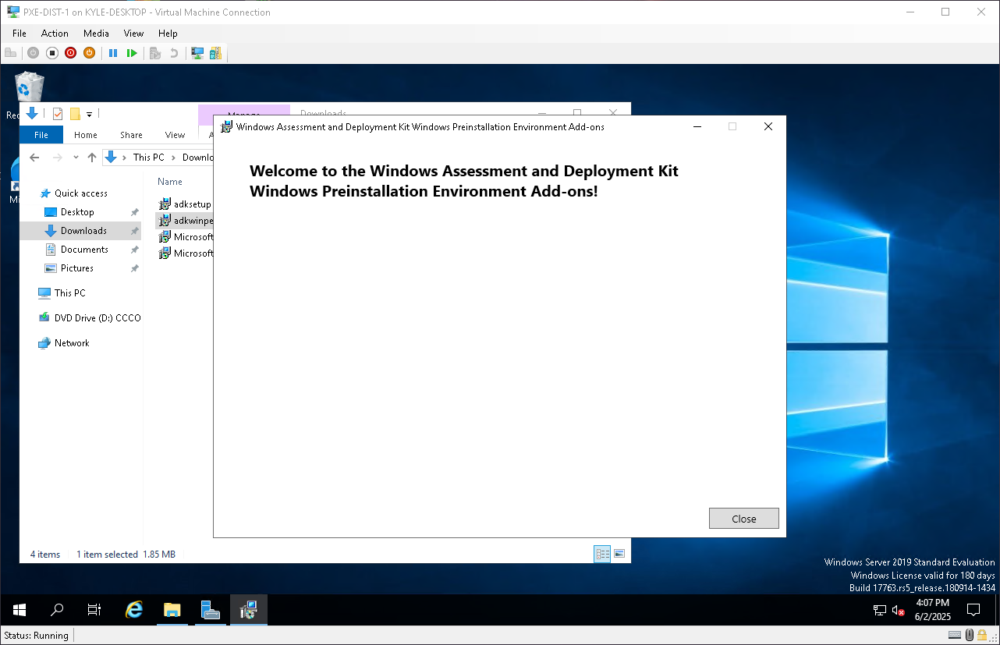 PXE-DIST-1 on KYLE-DESKTOP - Virtual Machine Connection
File Action Media View Help
Manage
Downloads
Windows Assessment and Deployment Kit Windows Preinstallation Environment Add-ons
File Home Share View
This PC
Name
Quick access
Desktop
Downloads
Documents
Pictures
This PC
DVD Drive (D:) CCCO
Network
adksetup
adkwinpe
Microsoft
Microsoft
Welcome to the Windows Assessment and Deployment Kit
Windows Preinstallation Environment Add-ons!
Close
4 items 1 item selected 1.85 MB
Windows Server 2019 Standard Evaluation
Windows License valid for 180 days
Build 17763.rs5_release.180914-1434
4:07 PM
6/2/2025
Status: Running